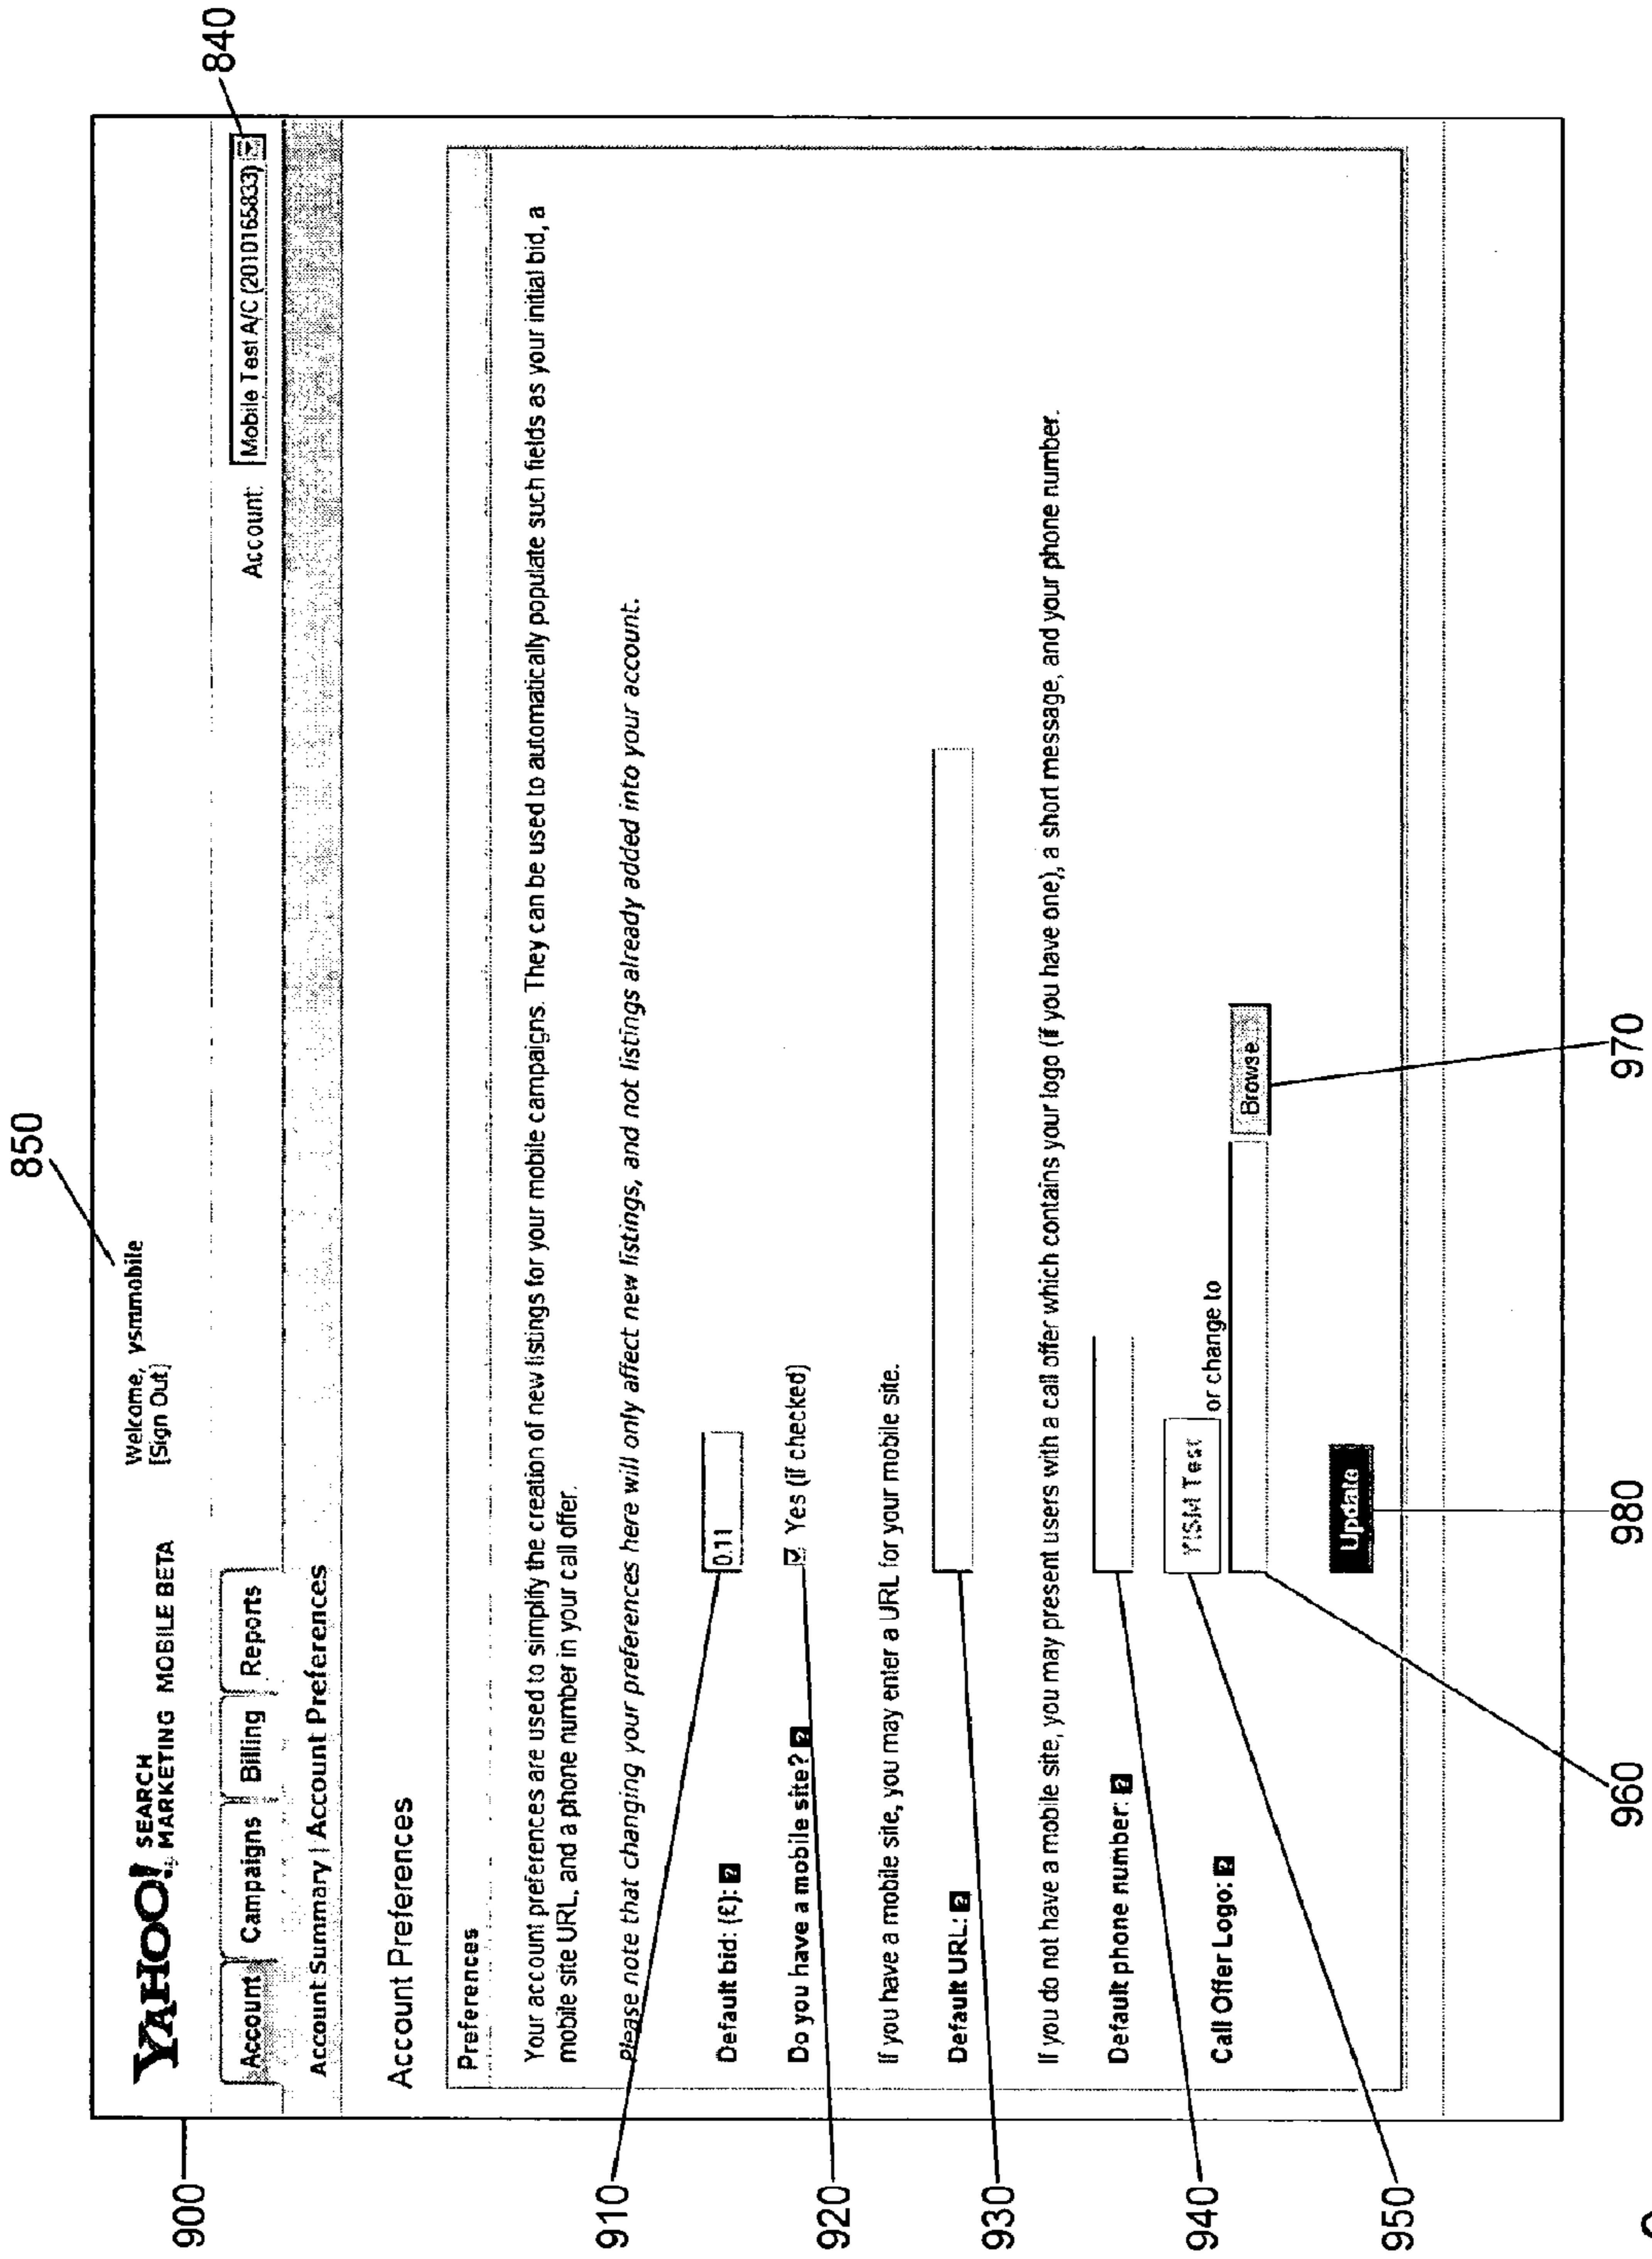 850
Welcome, ysmmobile
[Sign Out]
YAHOO! SEARCH
MARKETING MOBILE BETA
900
840
Account Campaigns Billing Reports
Account: Mobile Test A/C (2010165833)
Account Summary | Account Preferences
Account Preferences
Preferences
Your account preferences are used to simplify the creation of new listings for your mobile campaigns. They can be used to automatically populate such fields as your initial bid, a
mobile site URL, and a phone number in your call offer.
Please note that changing your preferences here will only affect new listings, and not listings already added into your account.
910
Default bid: (£): ? 0.11
Do you have a mobile site? ? Yes (if checked)
920
If you have a mobile site, you may enter a URL for your mobile site.
Default URL: ?
930
If you do not have a mobile site, you may present users with a call offer which contains your logo (if you have one), a short message, and your phone number.
Default phone number: ?
940
Call Offer Logo: ? YSM Test or change to
Browse...
Update
950
960
980
970